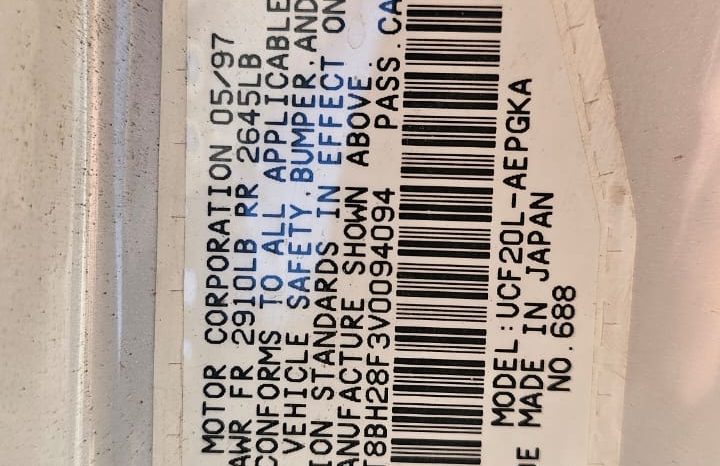 MOTOR CORPORATION 05/97
AWR FR 2910LB RR 2645LB
CONFORMS TO ALL APPLICABLE
VEHICLE SAFETY, BUMPER, AND
ION STANDARDS IN EFFECT ON
ANUFACTURE SHOWN ABOVE.
T8BH28F3V0094094 PASS. CA
MODEL: UCF20L-AEPGKA
DE MADE IN JAPAN
NO. 688